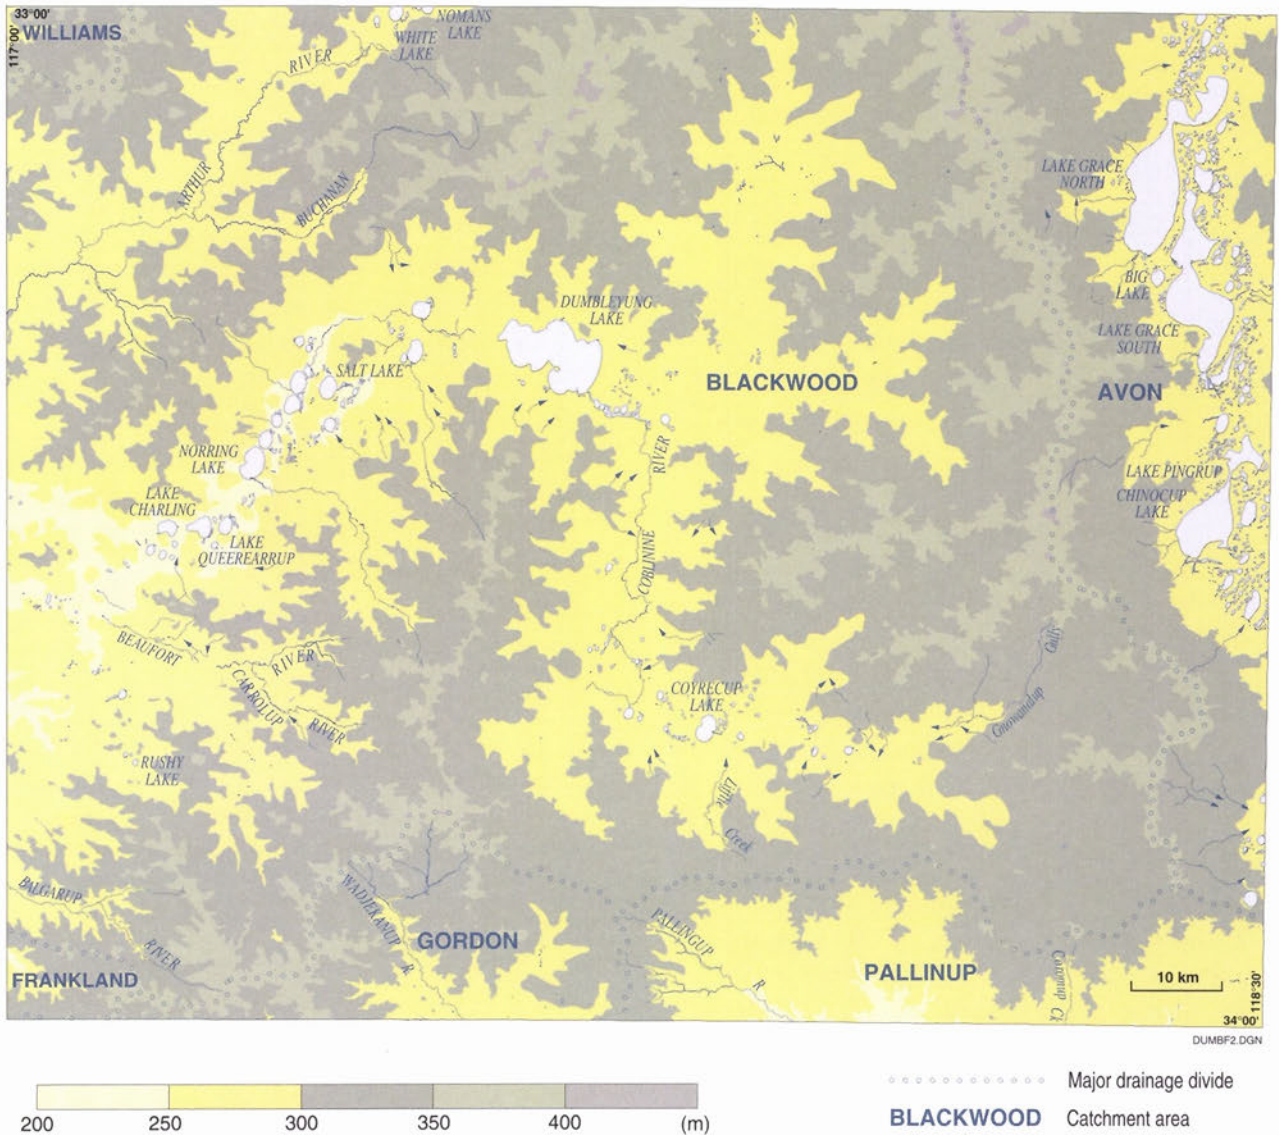 33°00'
117°00'
WILLIAMS
NOMANS
LAKE
WHITE
LAKE
RIVER
ARTHUR
BUCHANAN
LAKE GRACE
NORTH
BIG
LAKE
LAKE GRACE
SOUTH
DUMBLEYUNG
LAKE
SALT LAKE
BLACKWOOD
AVON
NORRING
LAKE
RIVER
LAKE PINGRUP
CHINOCUP
LAKE
LAKE
CHARLING
LAKE
QUEEREARRUP
COBLININE
BEAUFORT
RIVER
CARROLUP
RIVER
COYRECUP
LAKE
Gully
Gnowandup
RUSHY
LAKE
Light
Creek
BALGARUP
RIVER
WADJEKANUP
R
GORDON
PALLINGUP
R
PALLINUP
FRANKLAND
10 km
118°30'
34°00'
DUMBF2.DGN
200
250
300
350
400
(m)
Major drainage divide
BLACKWOOD Catchment area